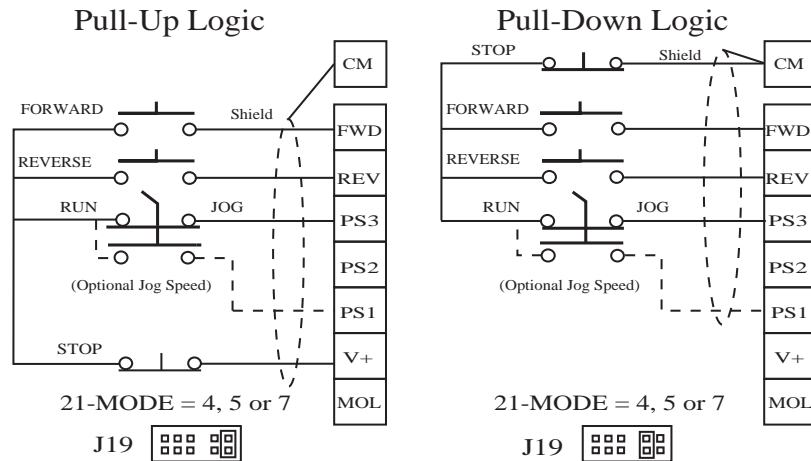 Pull-Up Logic
CM
FORWARD
Shield
FWD
REVERSE
REV
RUN
JOG
PS3
PS2
(Optional Jog Speed)
PS1
STOP
V+
21-MODE = 4, 5 or 7
MOL
J19
Pull-Down Logic
STOP
Shield
CM
FORWARD
FWD
REVERSE
REV
RUN
JOG
PS3
PS2
(Optional Jog Speed)
PS1
V+
21-MODE = 4, 5 or 7
MOL
J19